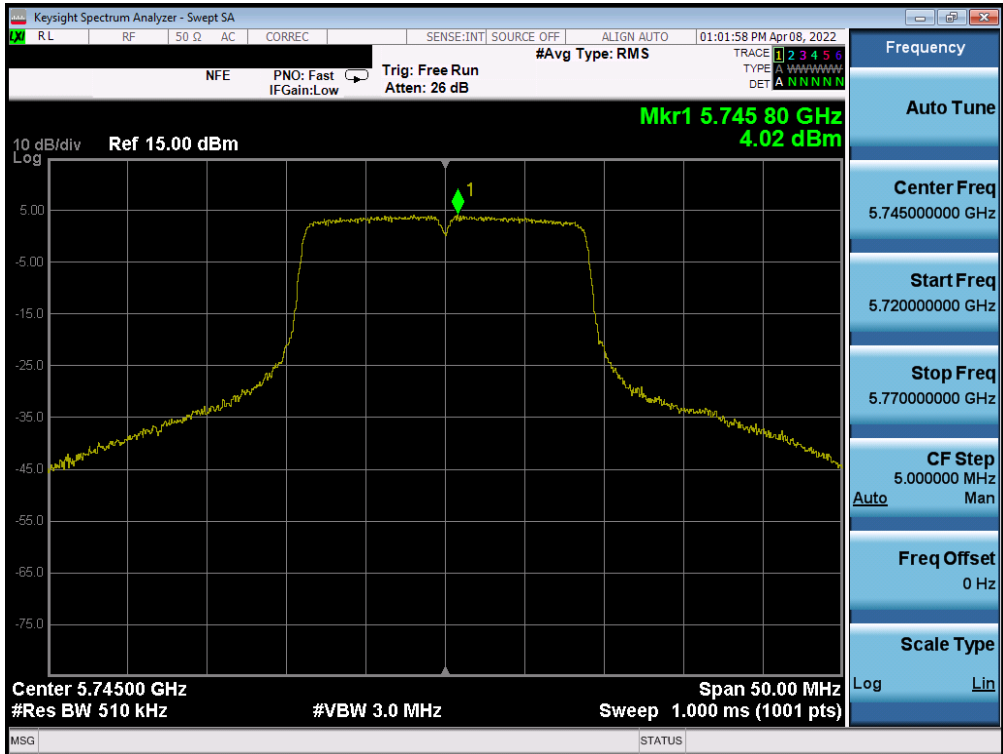 Keysight Spectrum Analyzer - Swept SA
LXI RL RF 50 Ω AC CORREC SENSE:INT SOURCE OFF ALIGN AUTO 01:01:58 PM Apr 08, 2022
#Avg Type: RMS
TRACE 1 2 3 4 5 6
TYPE A WWWWW
DET A N N N N N
NFE PNO: Fast Trig: Free Run
IFGain:Low Atten: 26 dB
Mkr1 5.745 80 GHz
4.02 dBm
10 dB/div Ref 15.00 dBm
Log
1
5.00
-5.00
-15.0
-25.0
-35.0
-45.0
-55.0
-65.0
-75.0
Center 5.74500 GHz Span 50.00 MHz
#Res BW 510 kHz #VBW 3.0 MHz Sweep 1.000 ms (1001 pts)
MSG STATUS
Frequency
Auto Tune
Center Freq
5.745000000 GHz
Start Freq
5.720000000 GHz
Stop Freq
5.770000000 GHz
CF Step
5.000000 MHz
Auto Man
Freq Offset
0 Hz
Scale Type
Log Lin